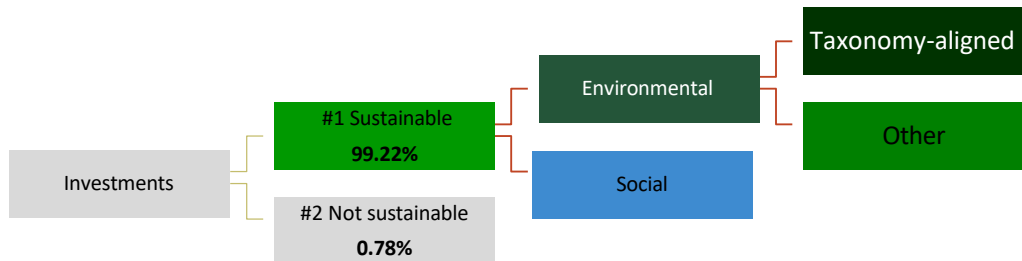 Investments
#1 Sustainable
99.22%
#2 Not sustainable
0.78%
Environmental
Social
Taxonomy-aligned
Other